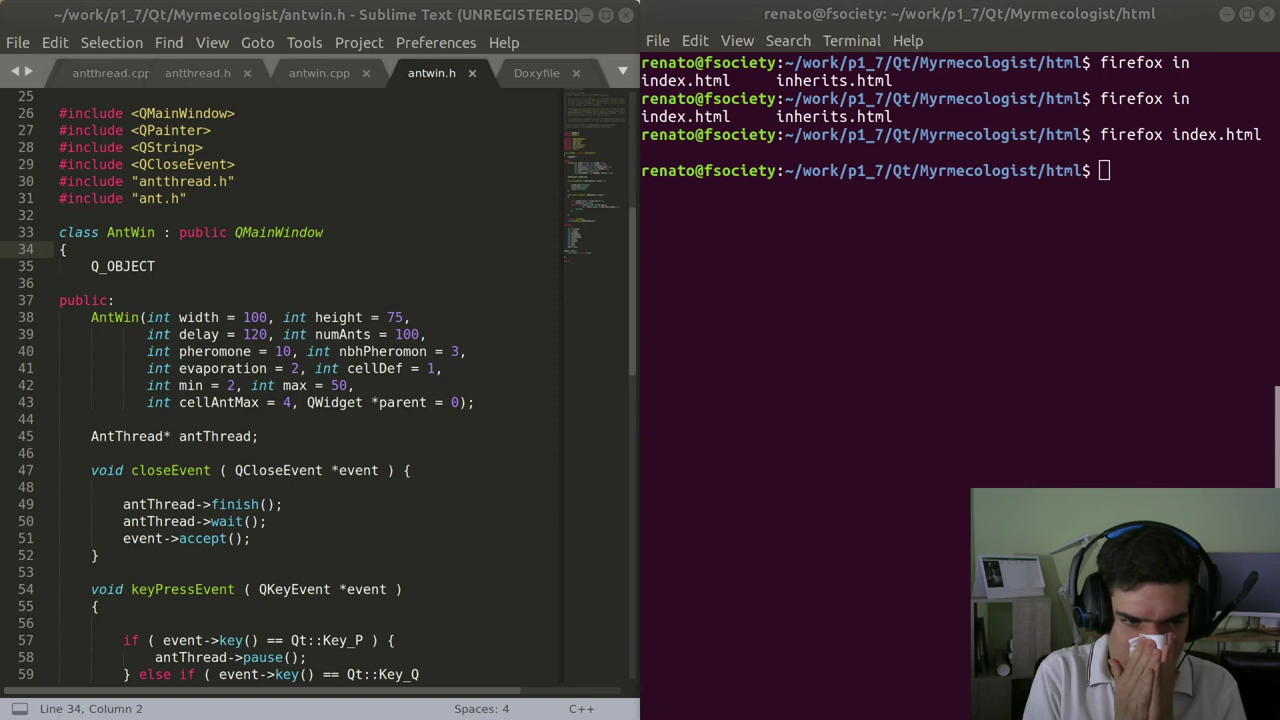 ~/work/p1_7/Qt/Myrmecologist/antwin.h - Sublime Text (UNREGISTERED)
File Edit Selection Find View Goto Tools Project Preferences Help
antthread.cpp antthread.h antwin.cpp antwin.h Doxyfile
25
26 #include <QMainWindow>
27 #include <QPainter>
28 #include <QString>
29 #include <QCloseEvent>
30 #include "antthread.h"
31 #include "ant.h"
32
33 class AntWin : public QMainWindow
34 {
35 Q_OBJECT
36
37 public:
38 AntWin(int width = 100, int height = 75,
39 int delay = 120, int numAnts = 100,
40 int pheromone = 10, int nbhPheromon = 3,
41 int evaporation = 2, int cellDef = 1,
42 int min = 2, int max = 50,
43 int cellAntMax = 4, QWidget *parent = 0);
44
45 AntThread* antThread;
46
47 void closeEvent ( QCloseEvent *event ) {
48
49 antThread->finish();
50 antThread->wait();
51 event->accept();
52 }
53
54 void keyPressEvent ( QKeyEvent *event )
55 {
56
57 if ( event->key() == Qt::Key_P ) {
58 antThread->pause();
59 } else if ( event->key() == Qt::Key_Q
Line 34, Column 2 Spaces: 4 C++
renato@fsociety: ~/work/p1_7/Qt/Myrmecologist/html
File Edit View Search Terminal Help
renato@fsociety:~/work/p1_7/Qt/Myrmecologist/html$ firefox in
index.html inherits.html
renato@fsociety:~/work/p1_7/Qt/Myrmecologist/html$ firefox in
index.html inherits.html
renato@fsociety:~/work/p1_7/Qt/Myrmecologist/html$ firefox index.html
renato@fsociety:~/work/p1_7/Qt/Myrmecologist/html$